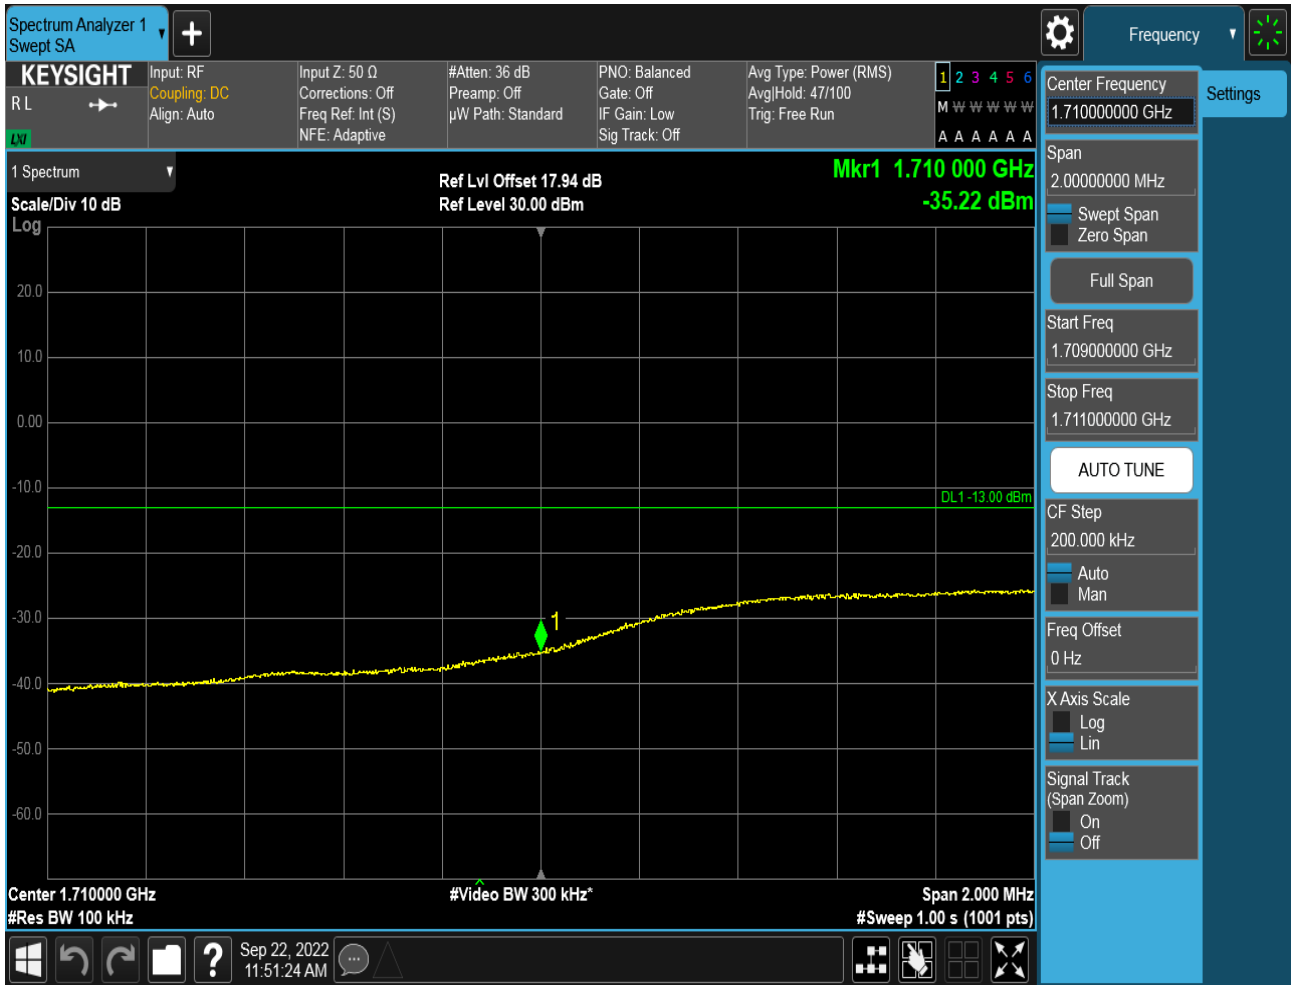 Spectrum Analyzer 1
Swept SA
Frequency
KEYSIGHT
R L
LXI
Input: RF
Coupling: DC
Align: Auto
Input Z: 50 Ω
Corrections: Off
Freq Ref: Int (S)
NFE: Adaptive
#Atten: 36 dB
Preamp: Off
µW Path: Standard
PNO: Balanced
Gate: Off
IF Gain: Low
Sig Track: Off
Avg Type: Power (RMS)
Avg|Hold: 47/100
Trig: Free Run
1 2 3 4 5 6
M W W W W W
A A A A A A
1 Spectrum
Scale/Div 10 dB
Log
Ref Lvl Offset 17.94 dB
Ref Level 30.00 dBm
Mkr1 1.710 000 GHz
-35.22 dBm
20.0
10.0
0.00
-10.0
DL1 -13.00 dBm
-20.0
-30.0
1
-40.0
-50.0
-60.0
Center 1.710000 GHz
#Video BW 300 kHz*
Span 2.000 MHz
#Res BW 100 kHz
#Sweep 1.00 s (1001 pts)
Sep 22, 2022
11:51:24 AM
?
Center Frequency
1.710000000 GHz
Settings
Span
2.00000000 MHz
Swept Span
Zero Span
Full Span
Start Freq
1.709000000 GHz
Stop Freq
1.711000000 GHz
AUTO TUNE
CF Step
200.000 kHz
Auto
Man
Freq Offset
0 Hz
X Axis Scale
Log
Lin
Signal Track
(Span Zoom)
On
Off